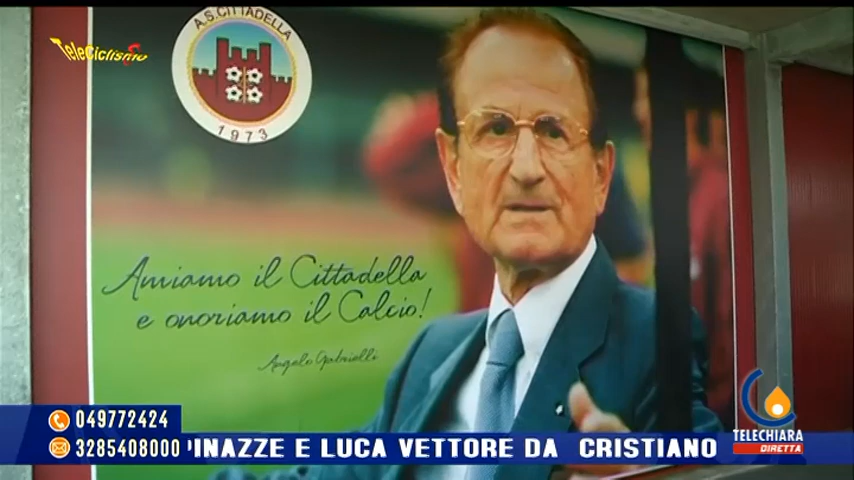 TeleCiclismo
A.S. CITTADELLA
1973
Amiamo il Cittadella
e onoriamo il Calcio!
Angelo Gabrielli
049772424
3285408000
PINAZZE E LUCA VETTORE DA CRISTIANO
TELECHIARA
DIRETTA